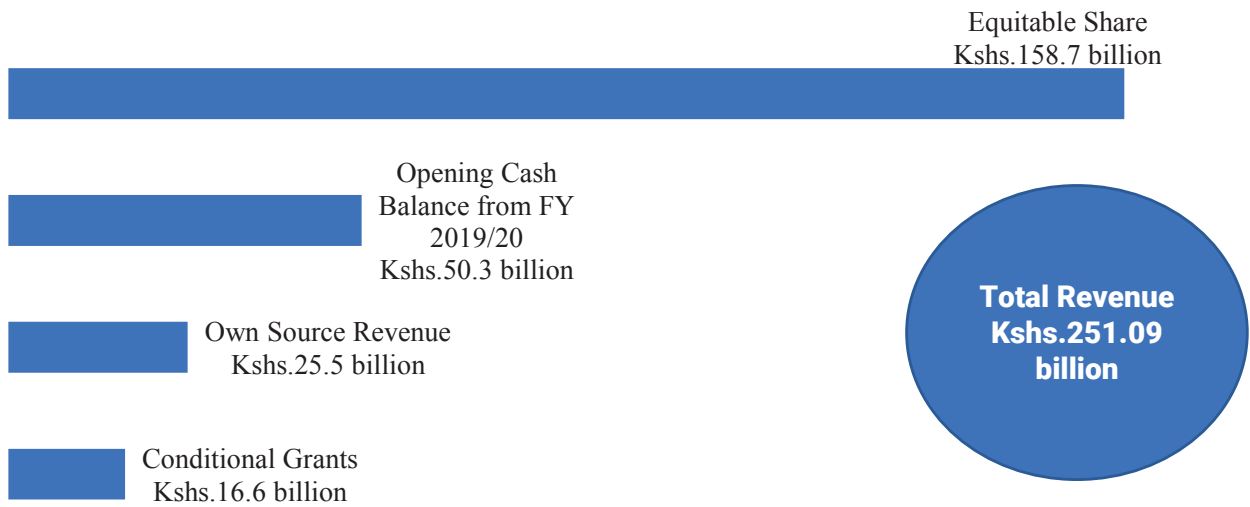 Equitable Share
Kshs.158.7 billion
Opening Cash
Balance from FY
2019/20
Kshs.50.3 billion
Own Source Revenue
Kshs.25.5 billion
Conditional Grants
Kshs.16.6 billion
Total Revenue
Kshs.251.09
billion